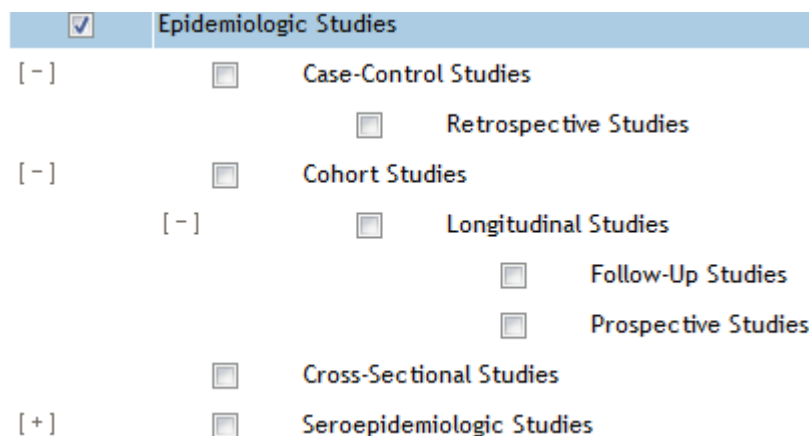 Epidemiologic Studies
[-] Case-Control Studies
Retrospective Studies
[-] Cohort Studies
[-] Longitudinal Studies
Follow-Up Studies
Prospective Studies
Cross-Sectional Studies
[+] Seroepidemiologic Studies